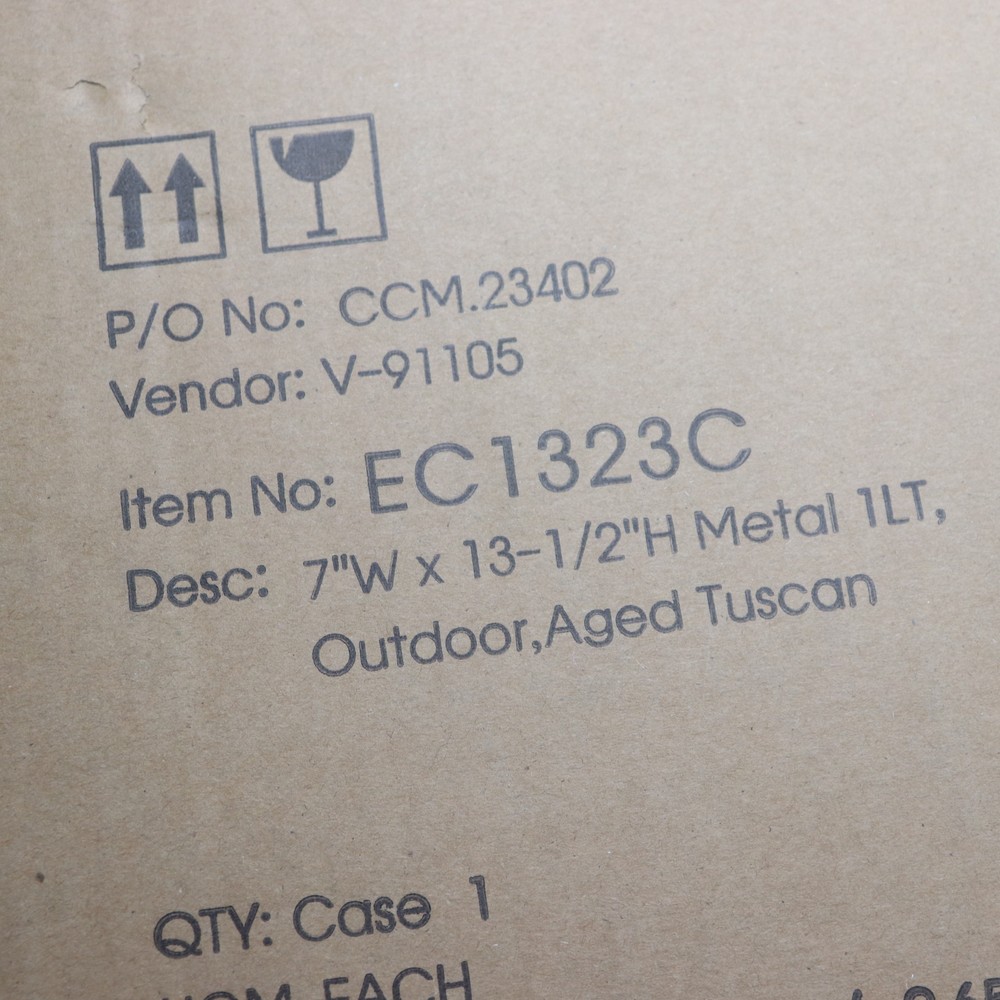 P/O No: CCM.23402
Vendor: V-91105
Item No: EC1323C
Desc: 7"W x 13-1/2"H Metal 1LT,
Outdoor,Aged Tuscan
QTY: Case 1
EACH